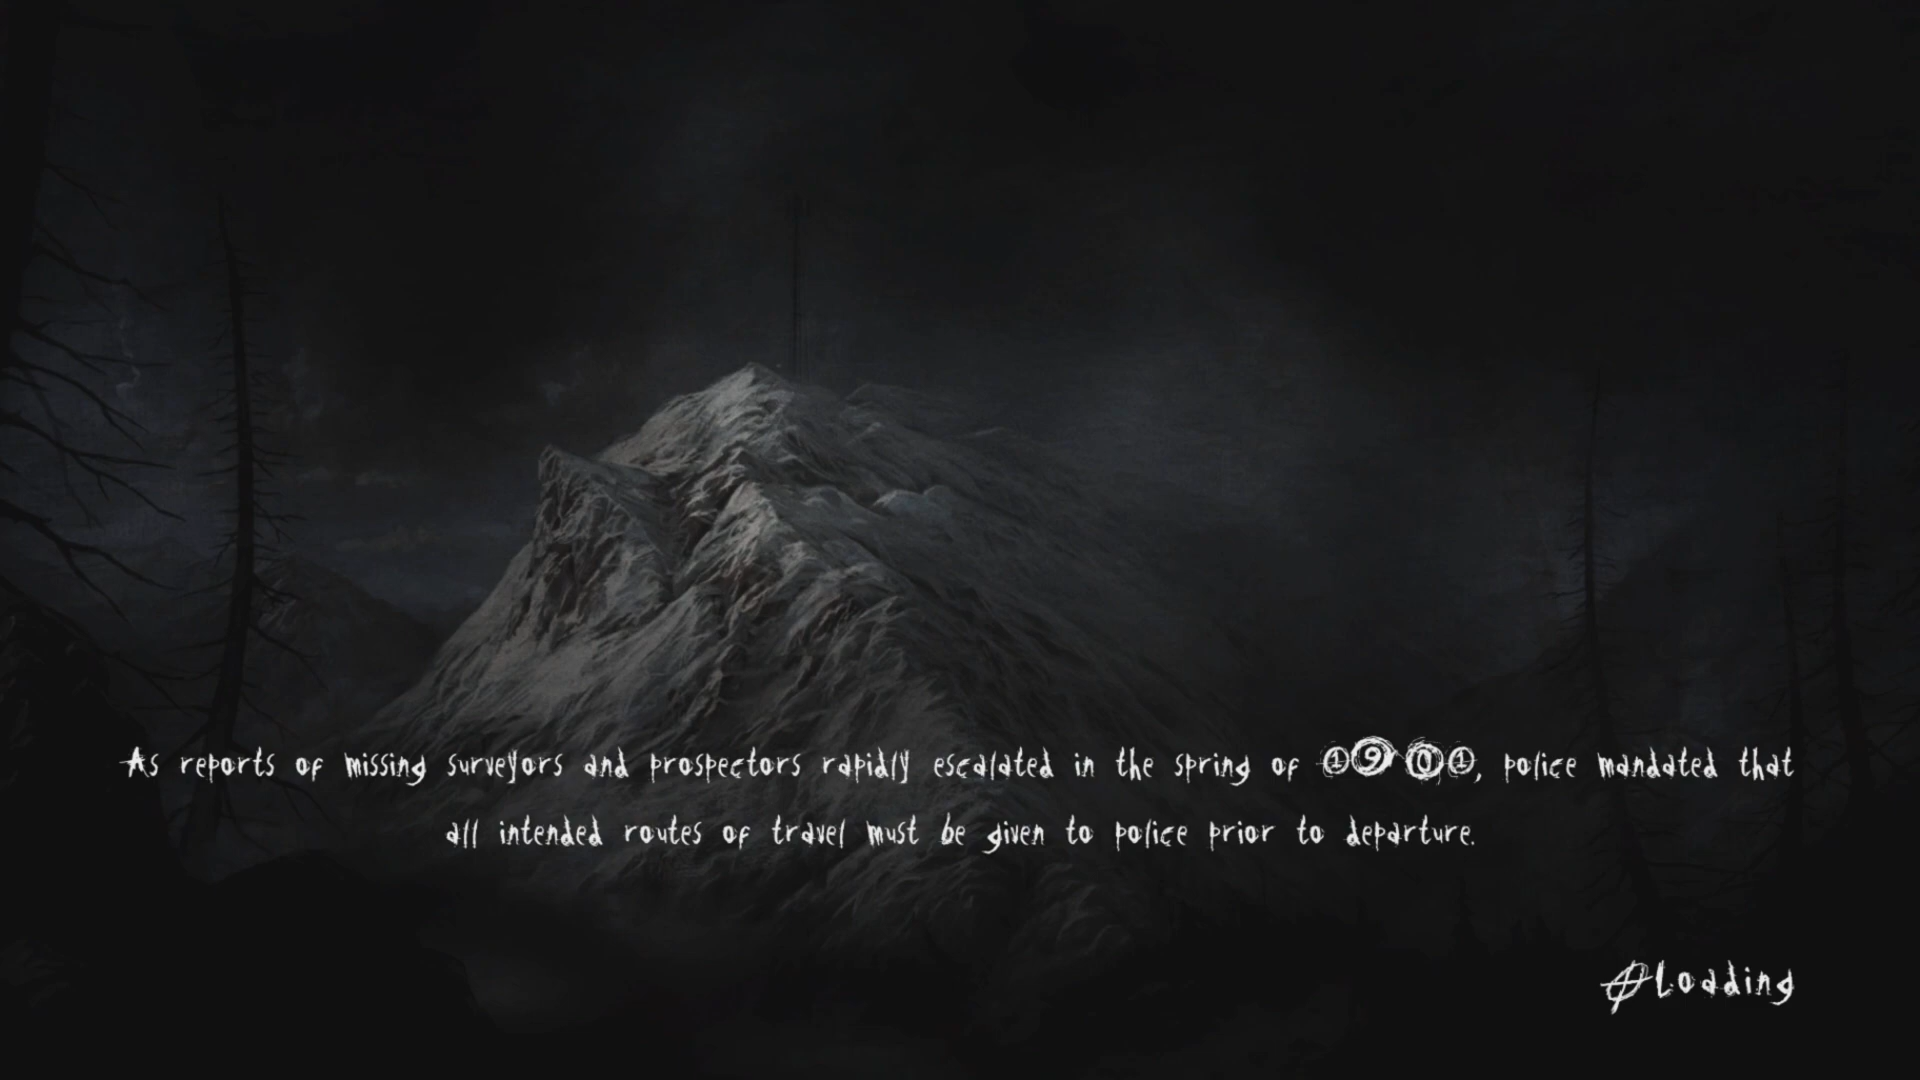 As reports of missing surveyors and prospectors rapidly escalated in the spring of 1901, police mandated that
all intended routes of travel must be given to police prior to departure.
Loading